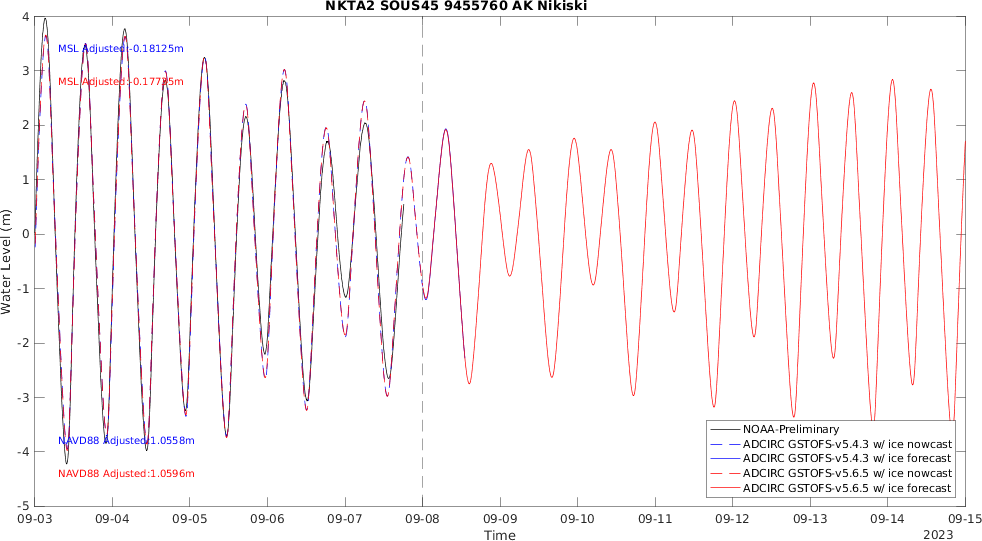 NKTA2 SOUS45 9455760 AK Nikiski
4
MSL Adjusted:-0.18125m
3
MSL Adjusted:-0.17725m
2
1
0
-1
-2
-3
NAVD88 Adjusted:1.0558m
-4
NAVD88 Adjusted:1.0596m
-5
Water Level (m)
NOAA-Preliminary
ADCIRC GSTOFS-v5.4.3 w/ ice nowcast
ADCIRC GSTOFS-v5.4.3 w/ ice forecast
ADCIRC GSTOFS-v5.6.5 w/ ice nowcast
ADCIRC GSTOFS-v5.6.5 w/ ice forecast
09-03 09-04 09-05 09-06 09-07 09-08 09-09 09-10 09-11 09-12 09-13 09-14 09-15
Time
2023